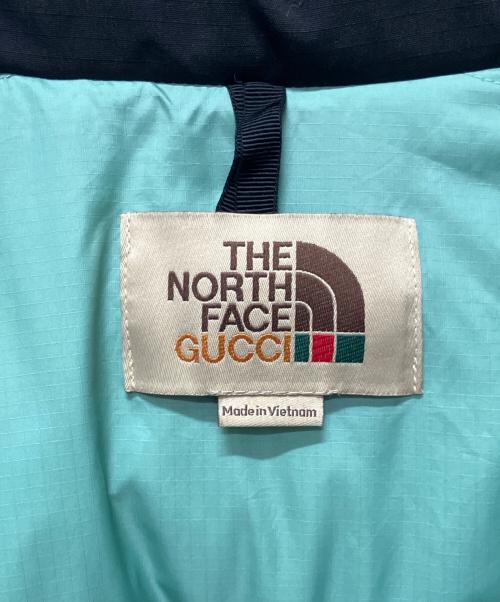 THE
NORTH
FACE
GUCCI
Made in Vietnam